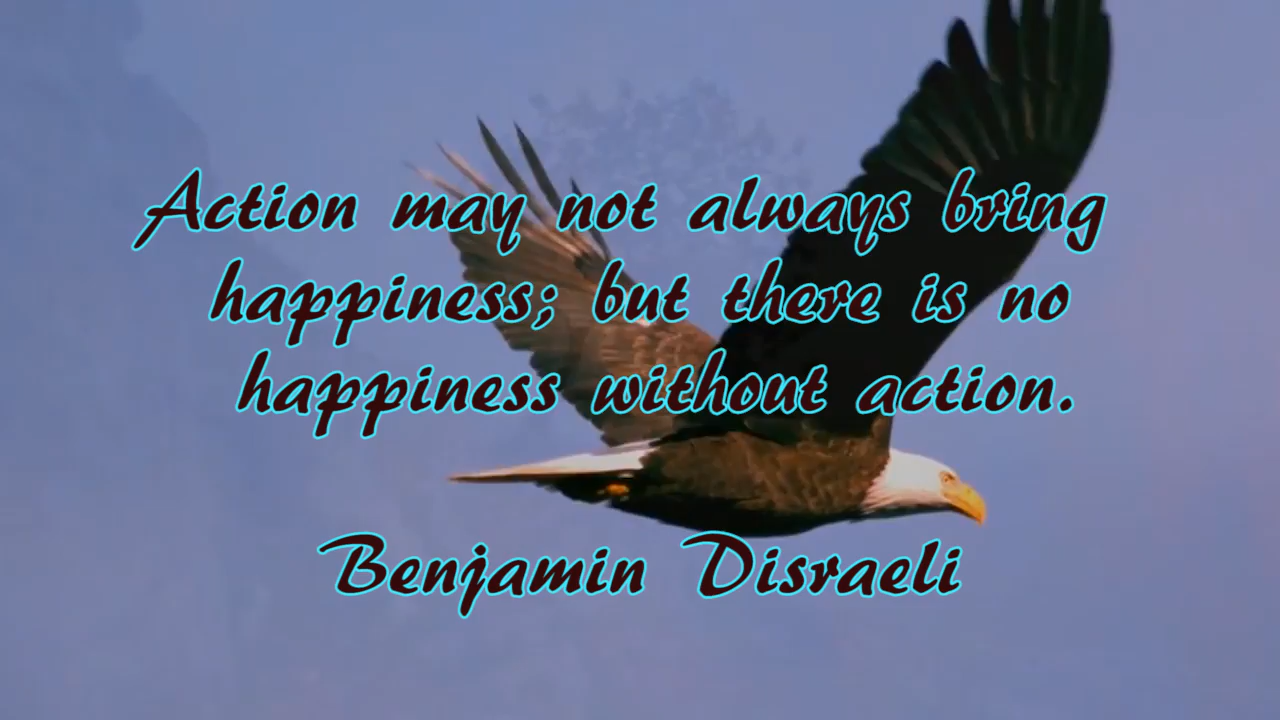 Action may not always bring
happiness; but there is no
happiness without action.
Benjamin Disraeli